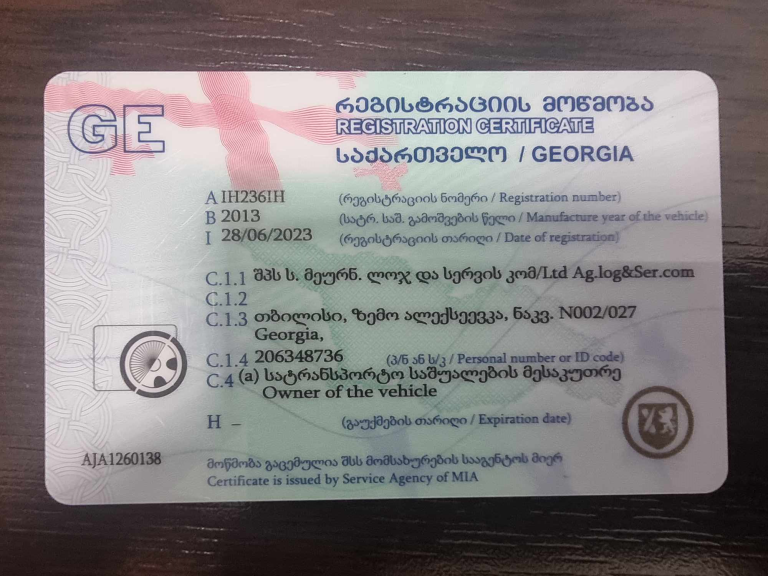 GE
რეგისტრაციის მოწმობა
REGISTRATION CERTIFICATE
საქართველო / GEORGIA
A IH236IH (რეგისტრაციის ნომერი / Registration number)
B 2013 (სატრ. საშ. გამოშვების წელი / Manufacture year of the vehicle)
I 28/06/2023 (რეგისტრაციის თარიღი / Date of registration)
C.1.1 შპს ს. მეურნ. ლოჯ და სერვის კომ/Ltd Ag.log&Ser.com
C.1.2
C.1.3 თბილისი, ზემო ალექსეევკა, ნაკვ. N002/027
Georgia,
C.1.4 206348736 (პ/ნ ან ს/კ / Personal number or ID code)
C.4 (a) სატრანსპორტო საშუალების მესაკუთრე
Owner of the vehicle
H – (გაუქმების თარიღი / Expiration date)
AJA1260138
მოწმობა გაცემულია შსს მომსახურების სააგენტოს მიერ
Certificate is issued by Service Agency of MIA